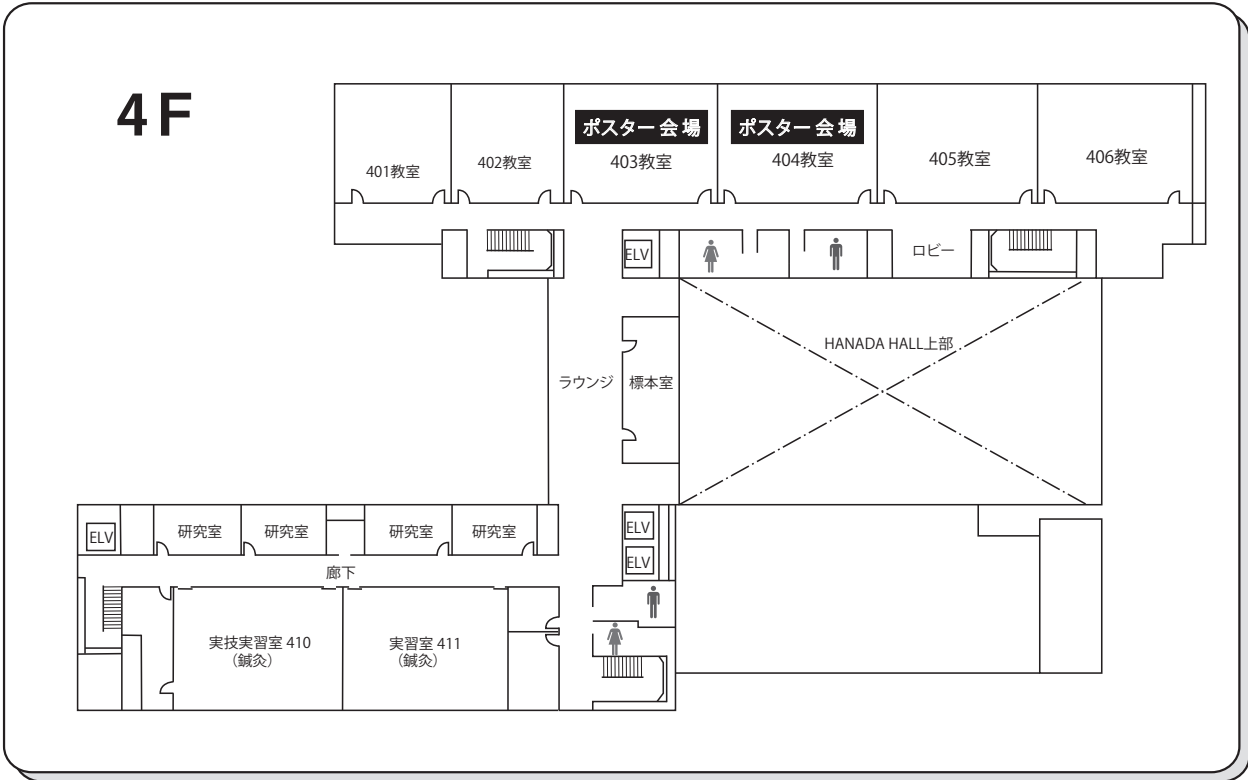 4F
ポスター会場
ポスター会場
401教室
402教室
403教室
404教室
405教室
406教室
ELV
ロビー
HANADA HALL上部
ラウンジ
標本室
ELV
研究室
研究室
研究室
研究室
ELV
ELV
廊下
実技実習室 410
(鍼灸)
実習室 411
(鍼灸)